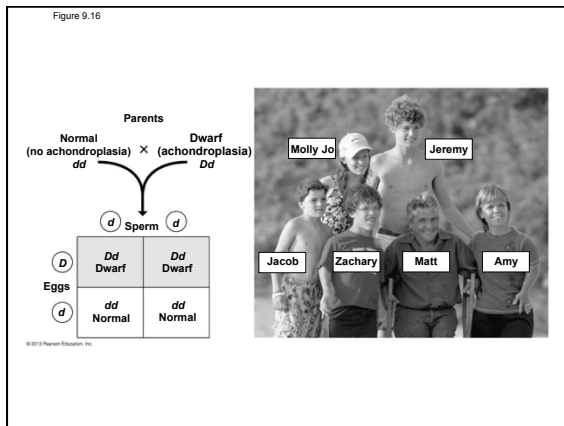 Figure 9.16
Parents
Normal
(no achondroplasia)
dd
×
Dwarf
(achondroplasia)
Dd
d Sperm d
D
Eggs
d
Dd
Dwarf
Dd
Dwarf
dd
Normal
dd
Normal
© 2013 Pearson Education, Inc.
Molly Jo
Jeremy
Jacob
Zachary
Matt
Amy